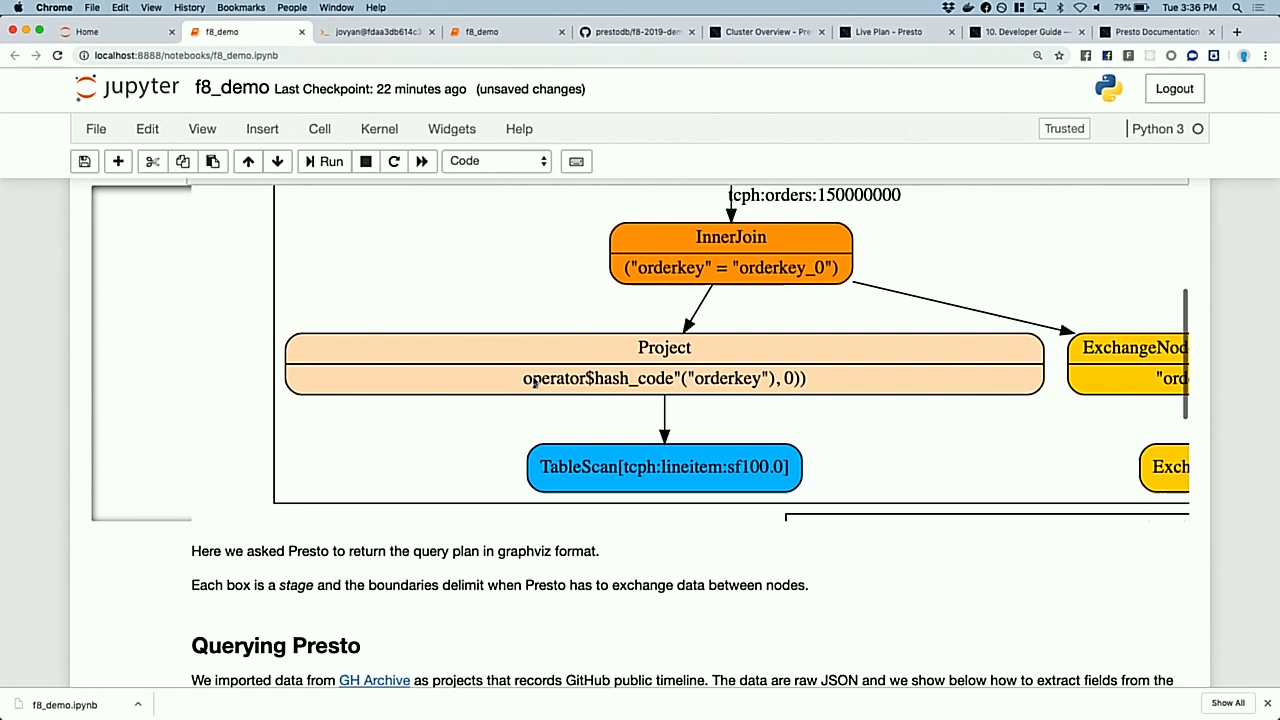 Chrome File Edit View History Bookmarks People Window Help 79% Tue 3:36 PM
Home f8_demo jovyan@fdaa3db614c3 f8_demo prestodb/f8-2019-dem Cluster Overview - Pre Live Plan - Presto 10. Developer Guide — Presto Documentation
localhost:8888/notebooks/f8_demo.ipynb
jupyter f8_demo Last Checkpoint: 22 minutes ago (unsaved changes) Logout
File Edit View Insert Cell Kernel Widgets Help Trusted Python 3
Run Code
tcph:orders:150000000
InnerJoin
("orderkey" = "orderkey_0")
Project ExchangeNod
operator$hash_code"("orderkey"), 0)) "ord
TableScan[tcph:lineitem:sf100.0] Exch
Here we asked Presto to return the query plan in graphviz format.
Each box is a stage and the boundaries delimit when Presto has to exchange data between nodes.
Querying Presto
We imported data from GH Archive as projects that records GitHub public timeline. The data are raw JSON and we show below how to extract fields from the
f8_demo.ipynb Show All